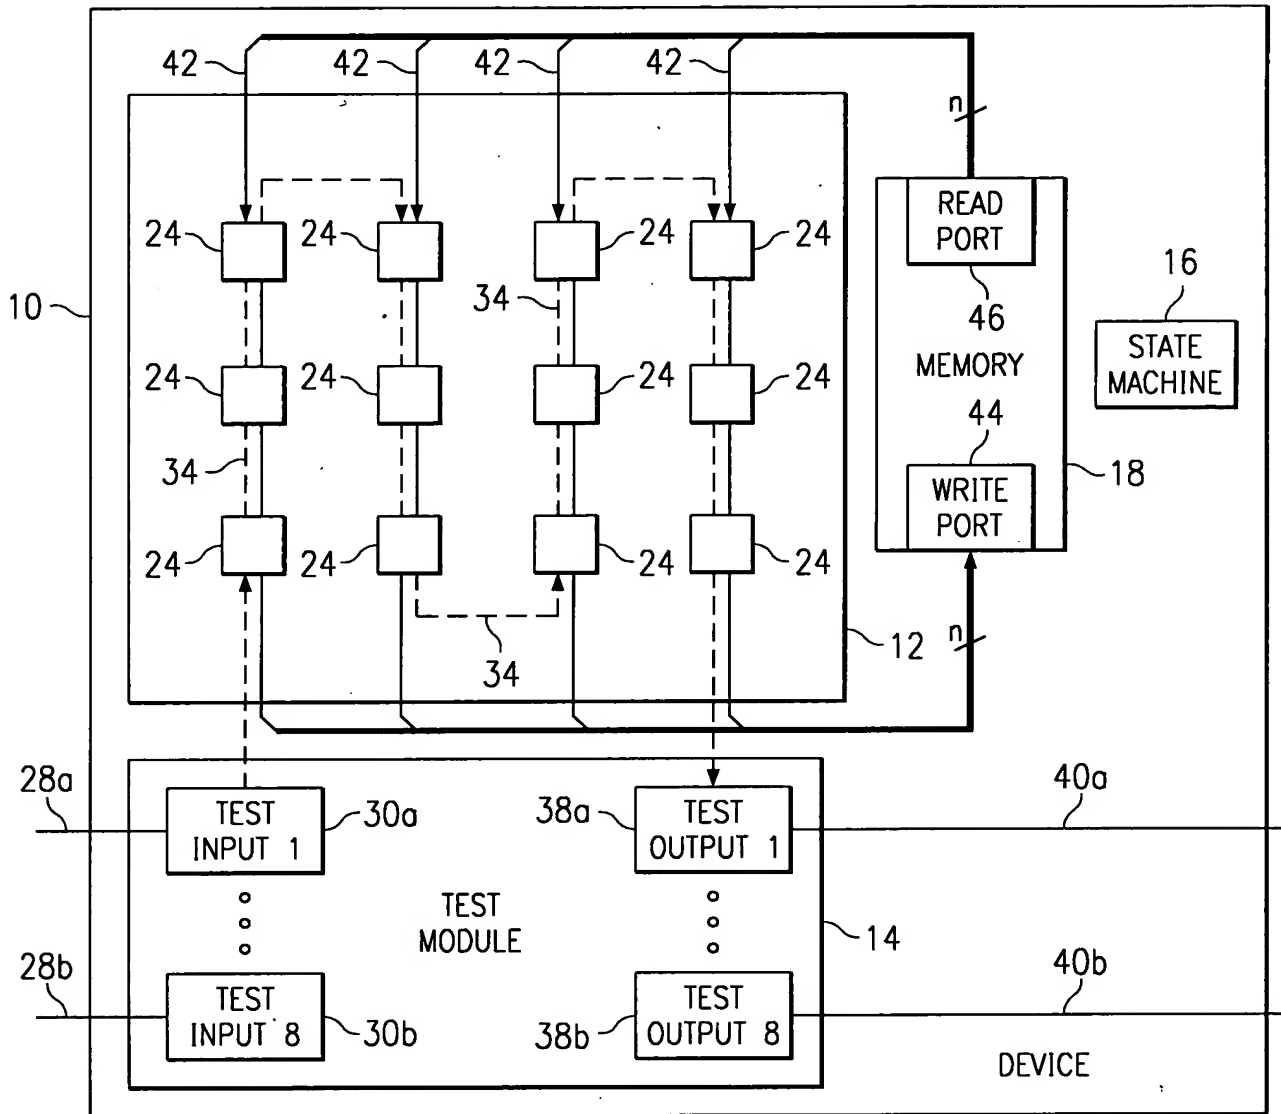 42 42 42 42
n
READ
PORT
24 24 24 24
16
10
34
46
STATE
MACHINE
MEMORY
24 24 24 24
44
34
18
WRITE
PORT
24 24 24 24
n
12
34
28a
40a
TEST
INPUT 1
30a
38a
TEST
OUTPUT 1
TEST
MODULE
14
28b
40b
TEST
INPUT 8
30b
38b
TEST
OUTPUT 8
DEVICE